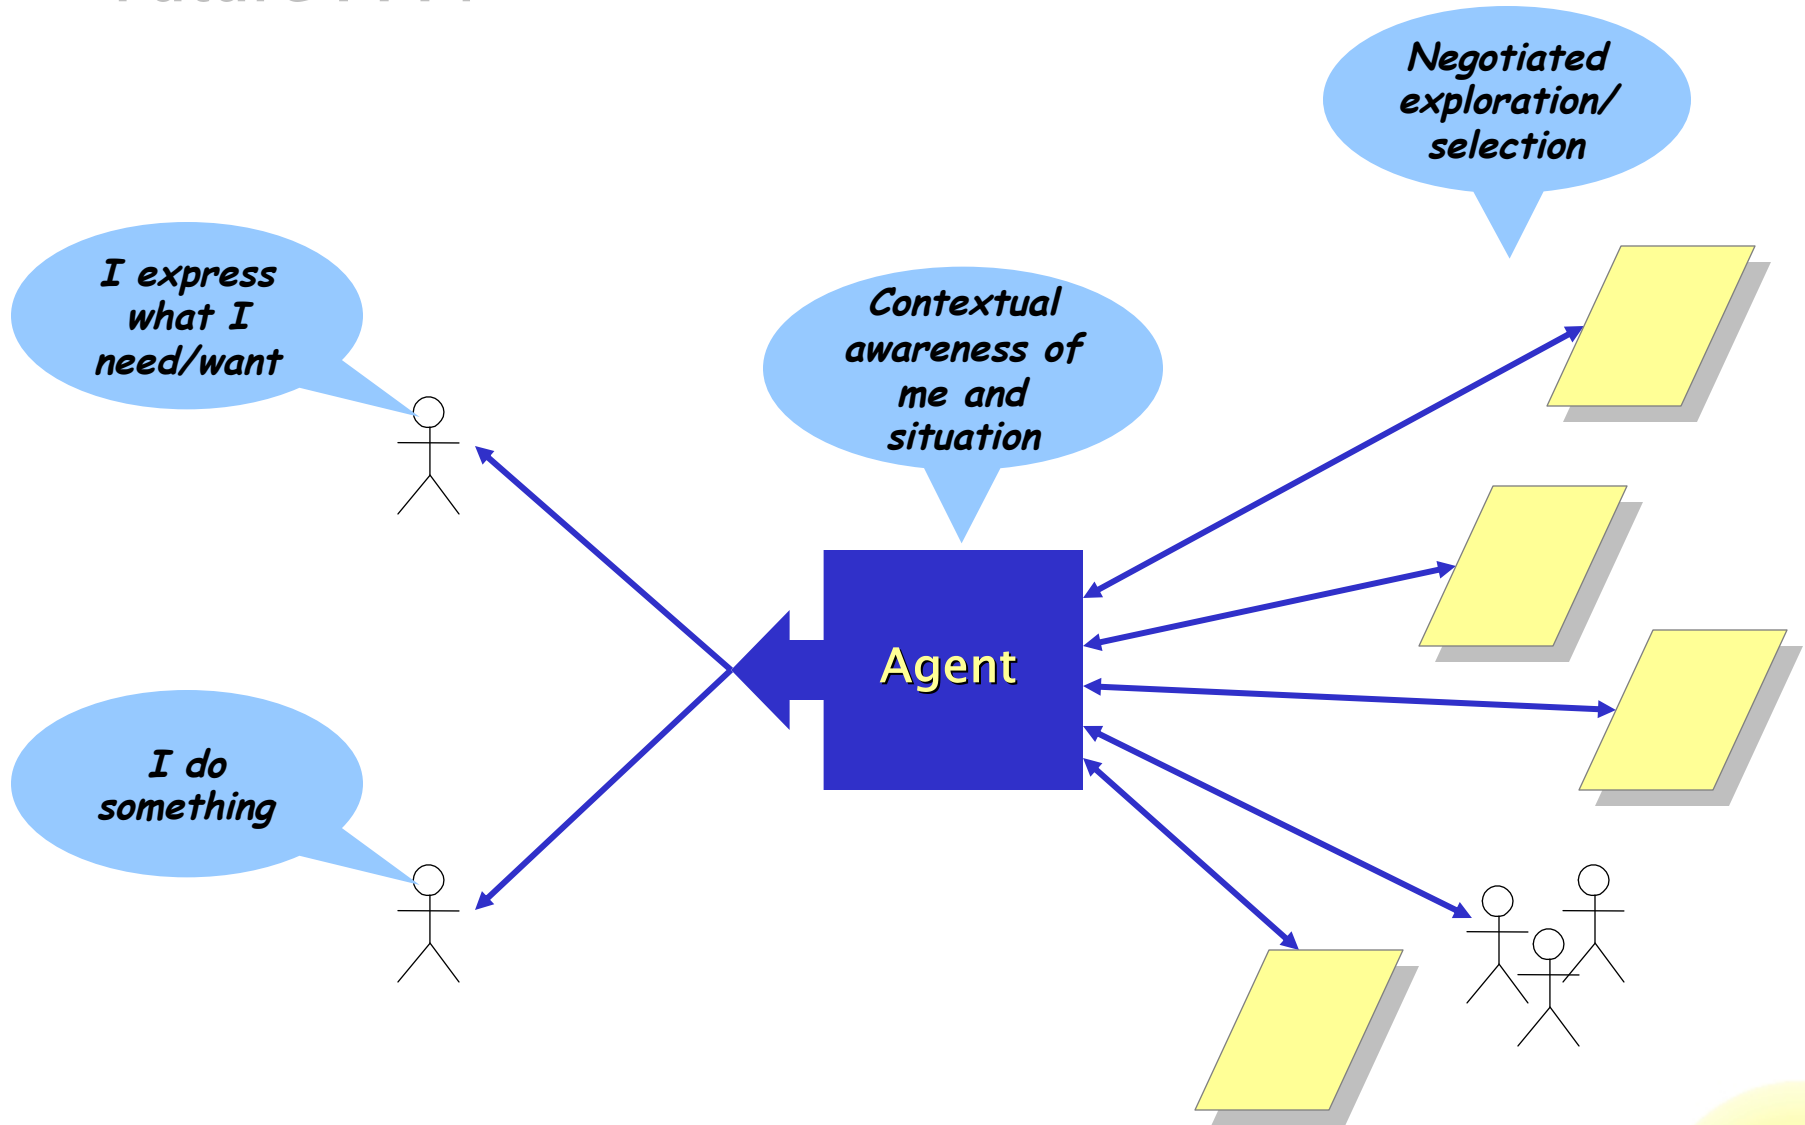 Negotiated
exploration/
selection
I express
what I
need/want
Contextual
awareness of
me and
situation
Agent
I do
something